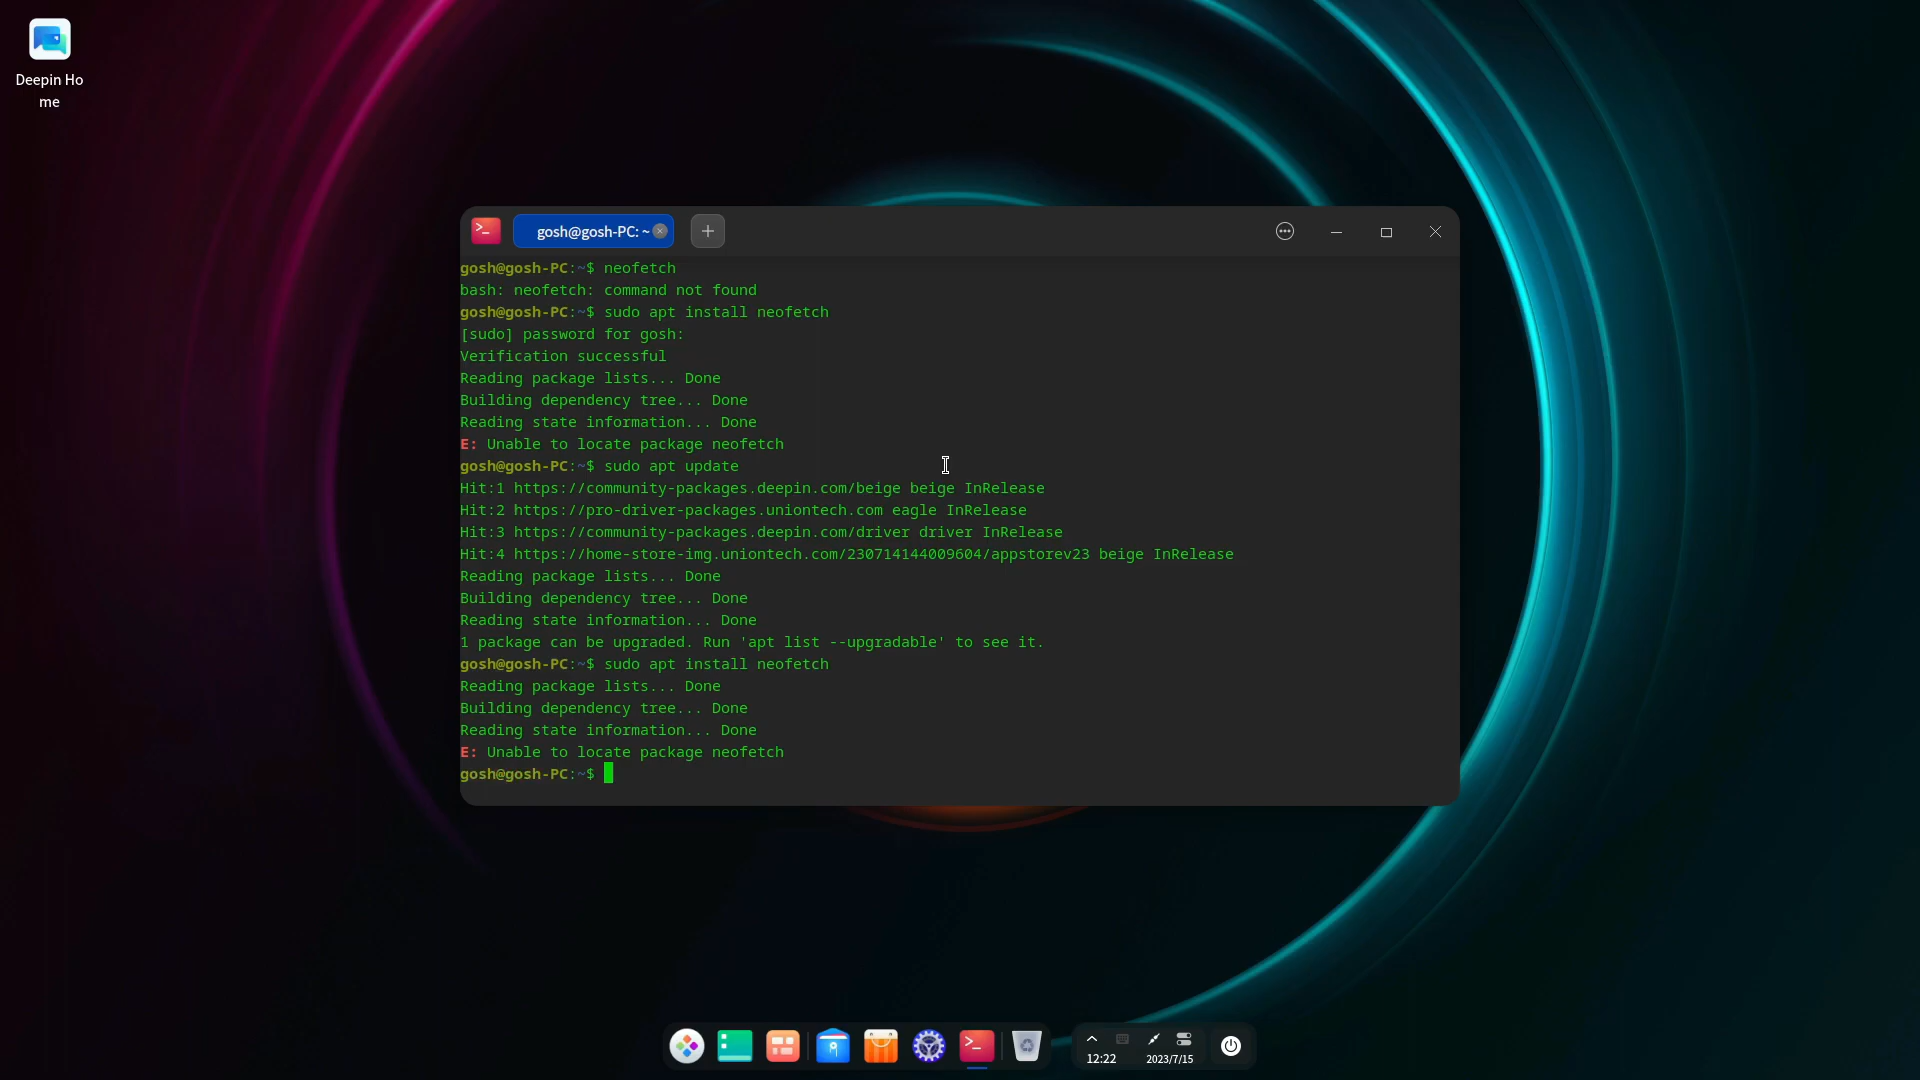 Deepin Ho
me
gosh@gosh-PC: ~
gosh@gosh-PC:~$ neofetch
bash: neofetch: command not found
gosh@gosh-PC:~$ sudo apt install neofetch
[sudo] password for gosh:
Verification successful
Reading package lists... Done
Building dependency tree... Done
Reading state information... Done
E: Unable to locate package neofetch
gosh@gosh-PC:~$ sudo apt update
Hit:1 https://community-packages.deepin.com/beige beige InRelease
Hit:2 https://pro-driver-packages.uniontech.com eagle InRelease
Hit:3 https://community-packages.deepin.com/driver driver InRelease
Hit:4 https://home-store-img.uniontech.com/230714144009604/appstorev23 beige InRelease
Reading package lists... Done
Building dependency tree... Done
Reading state information... Done
1 package can be upgraded. Run 'apt list --upgradable' to see it.
gosh@gosh-PC:~$ sudo apt install neofetch
Reading package lists... Done
Building dependency tree... Done
Reading state information... Done
E: Unable to locate package neofetch
gosh@gosh-PC:~$
12:22
2023/7/15